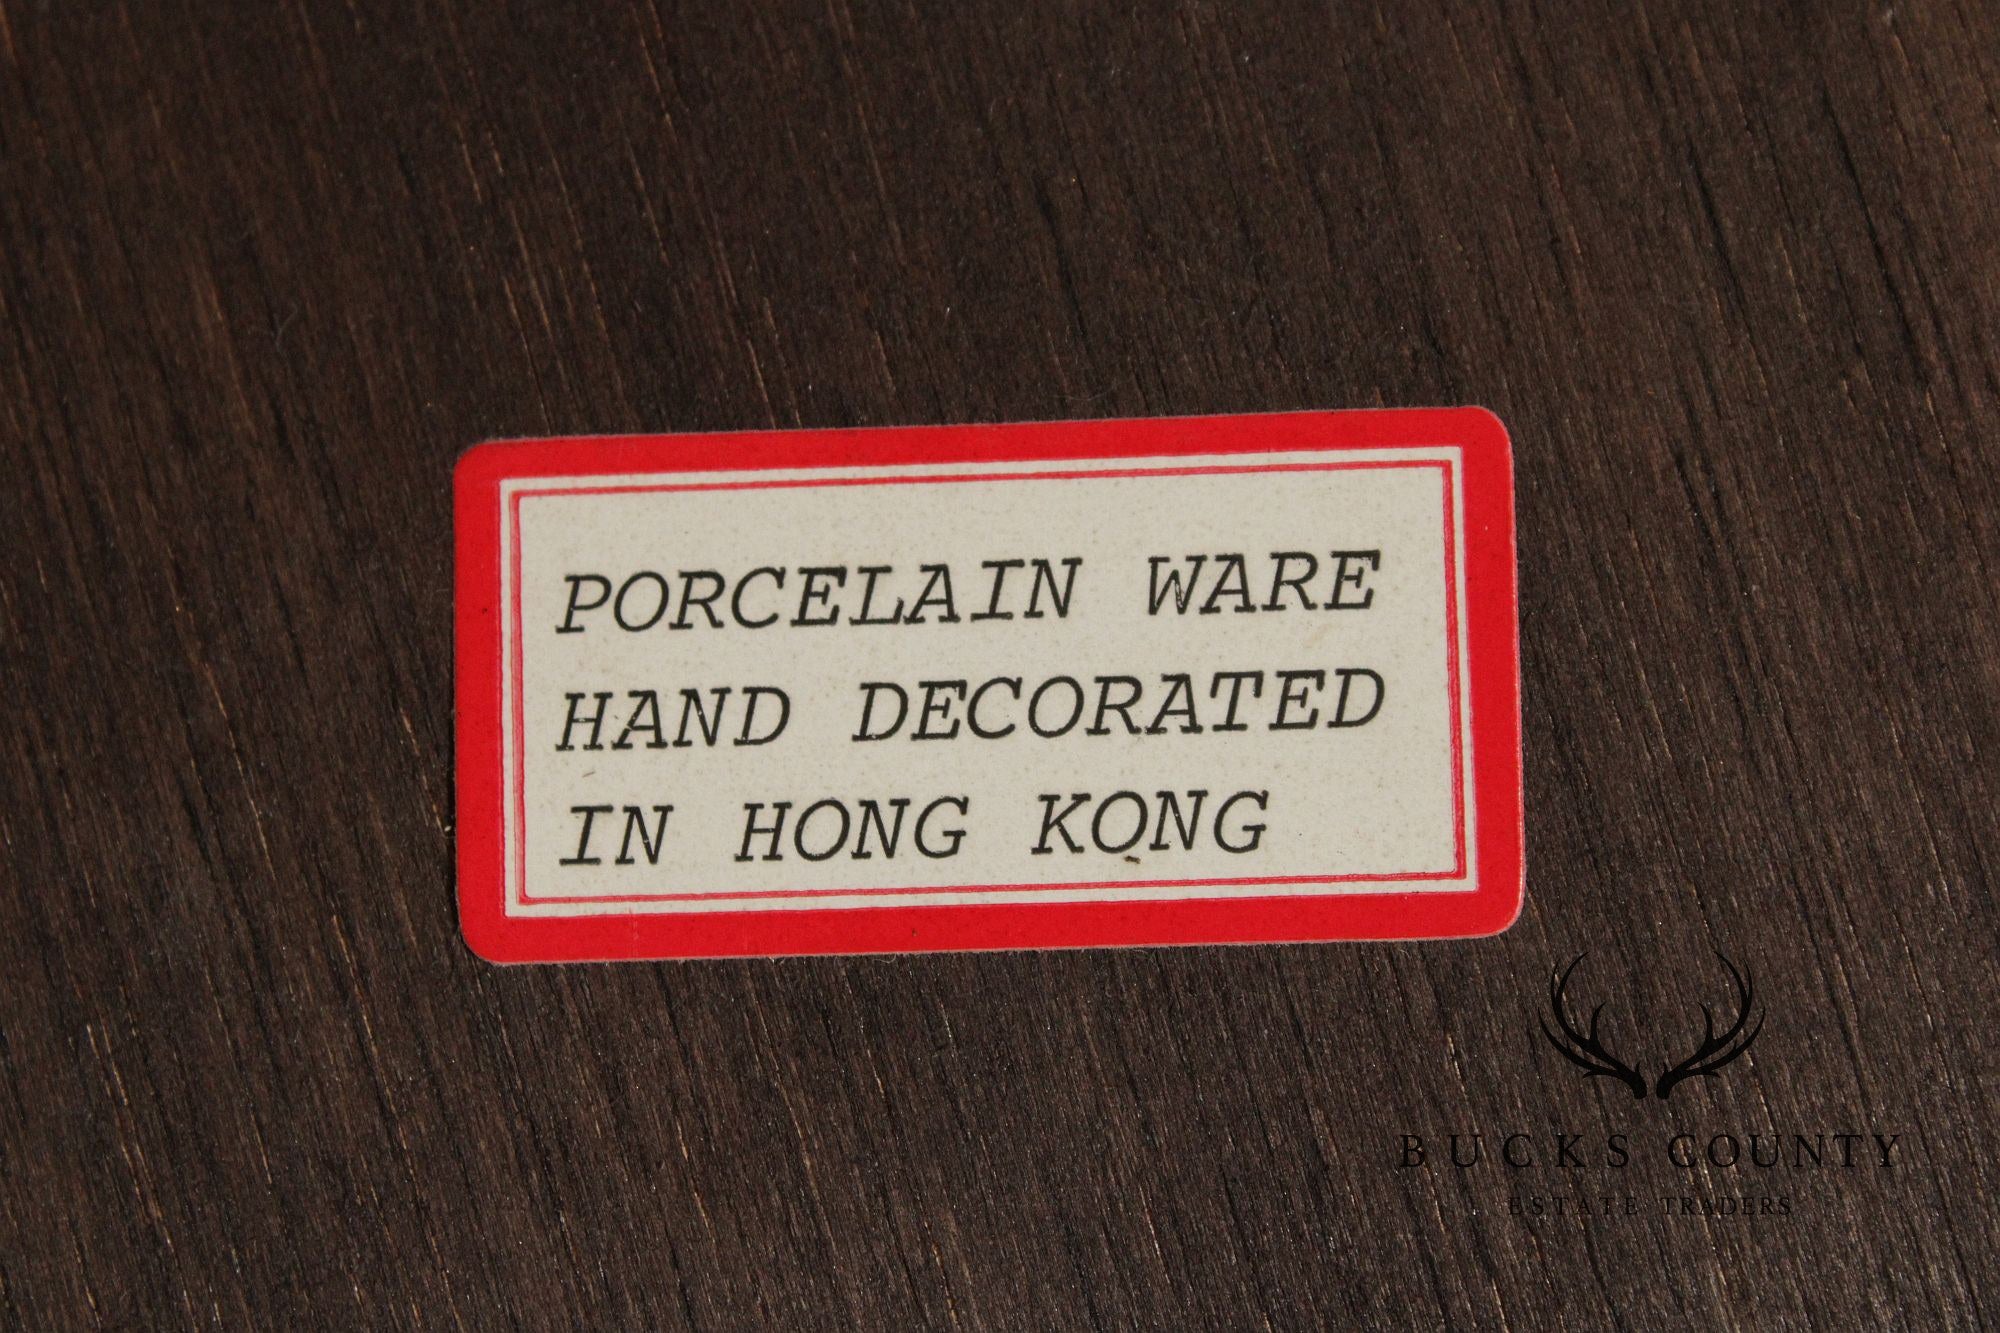 PORCELAIN WARE
HAND DECORATED
IN HONG KONG
BUCKS COUNTY
ESTATE TRADERS